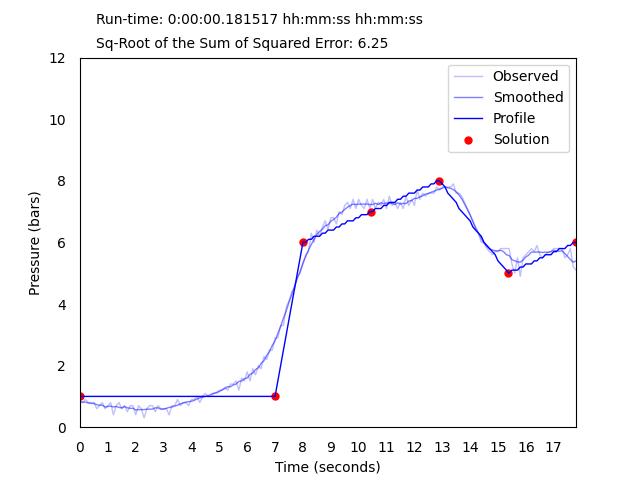 Run-time: 0:00:00.181517 hh:mm:ss hh:mm:ss
Sq-Root of the Sum of Squared Error: 6.25
12
10
8
6
4
2
0
Pressure (bars)
Observed
Smoothed
Profile
Solution
0 1 2 3 4 5 6 7 8 9 10 11 12 13 14 15 16 17
Time (seconds)